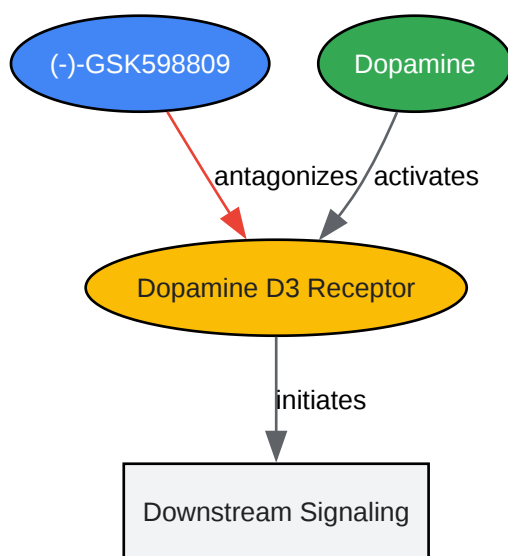 (-)-GSK598809
Dopamine
antagonizes
activates
Dopamine D3 Receptor
initiates
Downstream Signaling